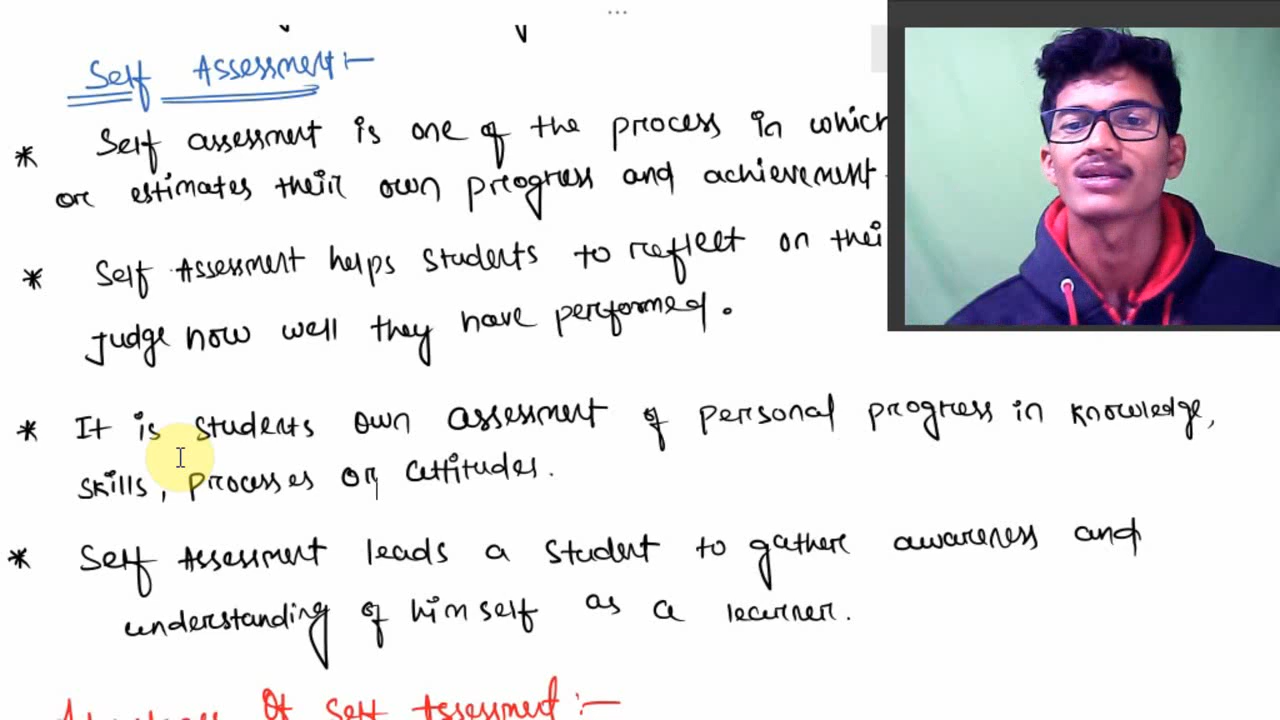 Self Assessment :-
* Self assessment is one of the process in which
or estimates their own progress and achievement.
* Self Assessment helps students to reflect on thei
judge how well they have performed.
* It is students own assessment of personal progress in knowledge,
skills, processes or attitudes.
* Self Assessment leads a student to gather awareness and
understanding of himself as a learner.
Of Self Assessment :-